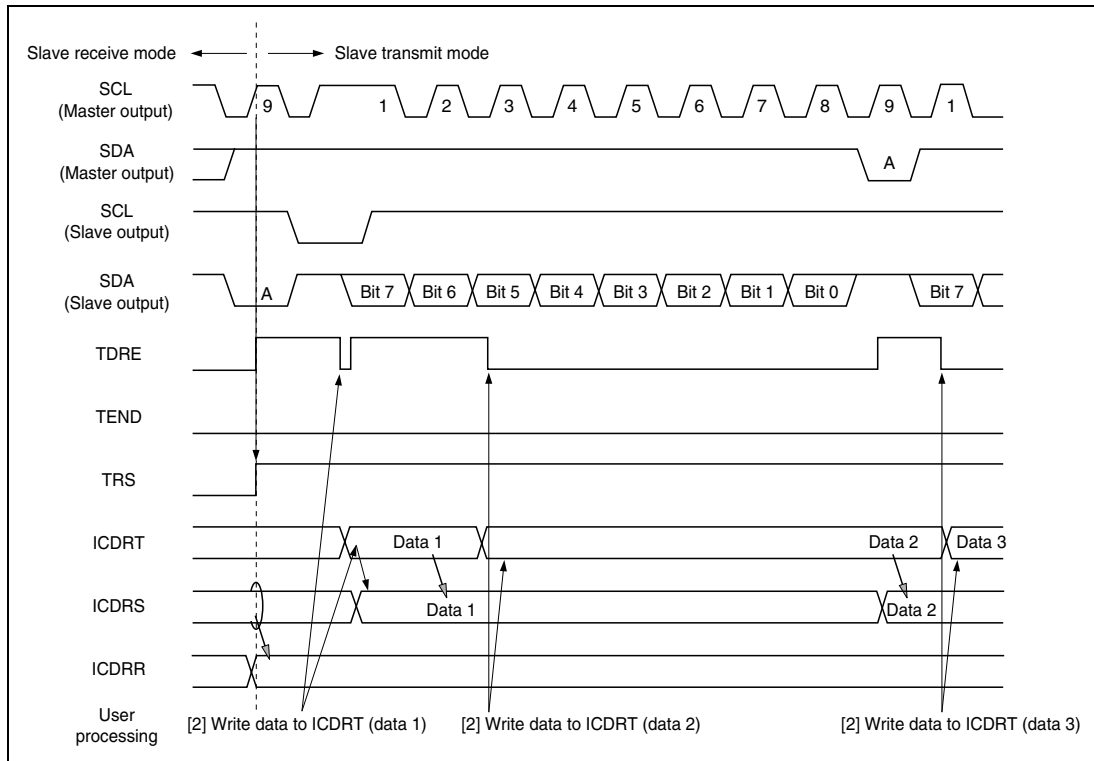 Slave receive mode Slave transmit mode
SCL
(Master output)
9 1 2 3 4 5 6 7 8 9 1
SDA
(Master output)
A
SCL
(Slave output)
SDA
(Slave output)
A Bit 7 Bit 6 Bit 5 Bit 4 Bit 3 Bit 2 Bit 1 Bit 0 Bit 7
TDRE
TEND
TRS
ICDRT Data 1 Data 2 Data 3
ICDRS Data 1 Data 2
ICDRR
User
processing
[2] Write data to ICDRT (data 1) [2] Write data to ICDRT (data 2) [2] Write data to ICDRT (data 3)